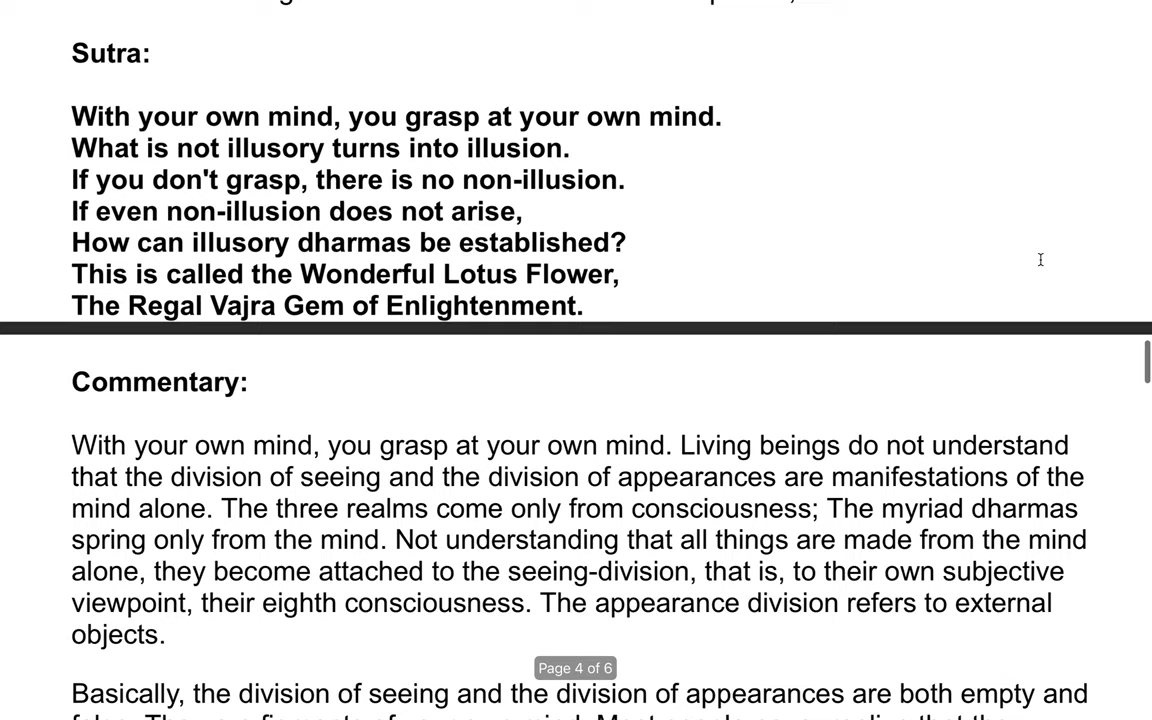 Sutra:
With your own mind, you grasp at your own mind.
What is not illusory turns into illusion.
If you don't grasp, there is no non-illusion.
If even non-illusion does not arise,
How can illusory dharmas be established?
This is called the Wonderful Lotus Flower,
The Regal Vajra Gem of Enlightenment.
Commentary:
With your own mind, you grasp at your own mind. Living beings do not understand
that the division of seeing and the division of appearances are manifestations of the
mind alone. The three realms come only from consciousness; The myriad dharmas
spring only from the mind. Not understanding that all things are made from the mind
alone, they become attached to the seeing-division, that is, to their own subjective
viewpoint, their eighth consciousness. The appearance division refers to external
objects.
Page 4 of 6
Basically, the division of seeing and the division of appearances are both empty and